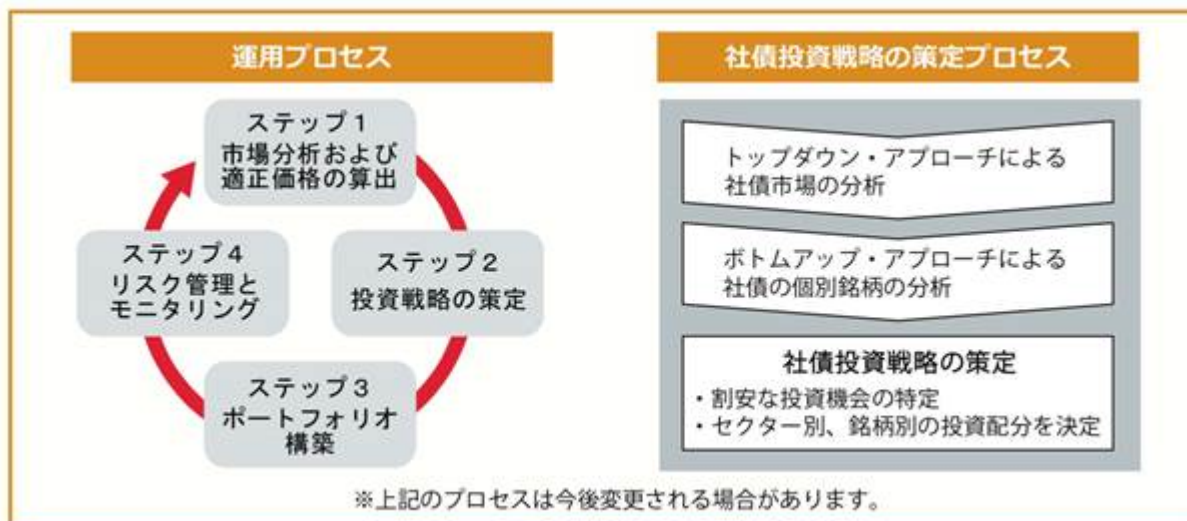 運用プロセス
ステップ1
市場分析および
適正価格の算出
ステップ2
投資戦略の策定
ステップ3
ポートフォリオ
構築
ステップ4
リスク管理と
モニタリング
社債投資戦略の策定プロセス
トップダウン・アプローチによる
社債市場の分析
ボトムアップ・アプローチによる
社債の個別銘柄の分析
社債投資戦略の策定
・割安な投資機会の特定
・セクター別、銘柄別の投資配分を決定
※上記のプロセスは今後変更される場合があります。